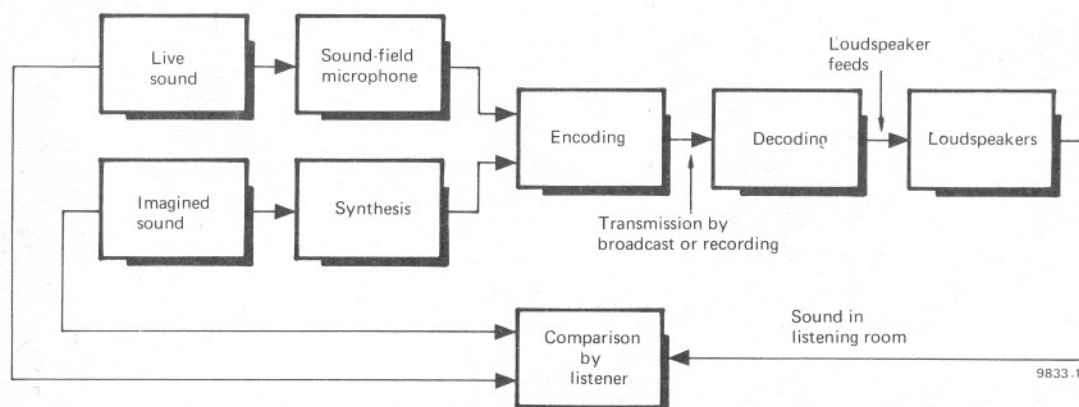 Live
sound
Sound-field
microphone
Loudspeaker
feeds
Encoding
Decoding
Loudspeakers
Imagined
sound
Synthesis
Transmission by
broadcast or recording
Comparison
by
listener
Sound in
listening room
9833.1